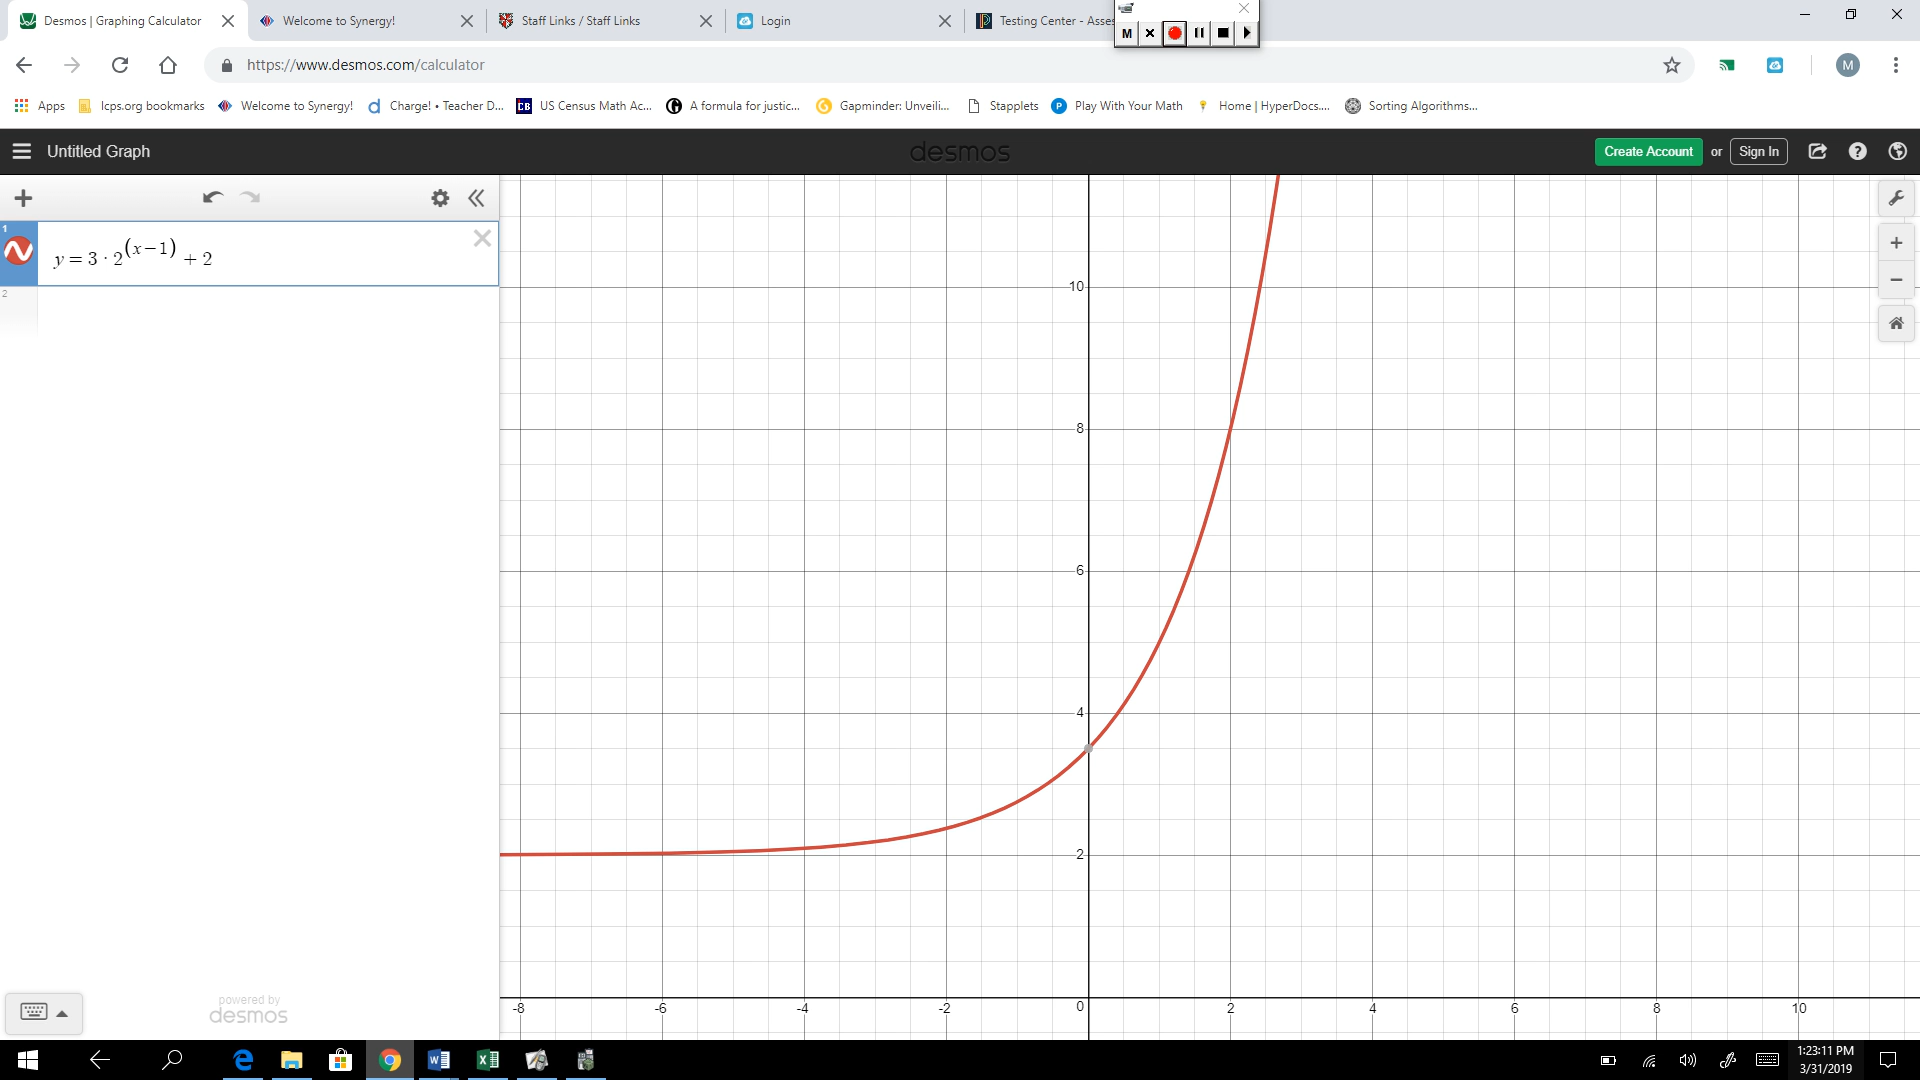 Desmos | Graphing Calculator
Welcome to Synergy!
Staff Links / Staff Links
Login
Testing Center - Asses
M
https://www.desmos.com/calculator
M
Apps
lcps.org bookmarks
Welcome to Synergy!
Charge! • Teacher D...
US Census Math Ac...
A formula for justic...
Gapminder: Unveili...
Stapplets
Play With Your Math
Home | HyperDocs....
Sorting Algorithms...
Untitled Graph
desmos
Create Account
or
Sign In
1
y = 3 · 2^(x−1) + 2
2
10
8
6
4
2
-8
-6
-4
-2
0
2
4
6
8
10
powered by
desmos
1:23:11 PM
3/31/2019